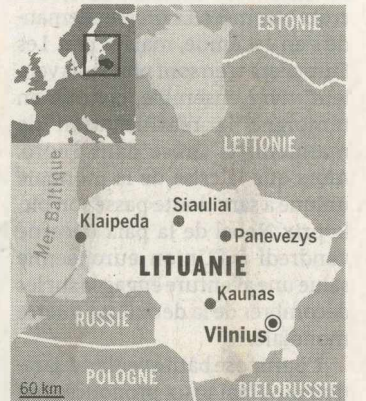 ESTONIE
LETTONIE
Mer Baltique
Siauliai
Klaipeda
Panevezys
LITUANIE
Kaunas
RUSSIE
Vilnius
POLOGNE
60 km
BIÉLORUSSIE